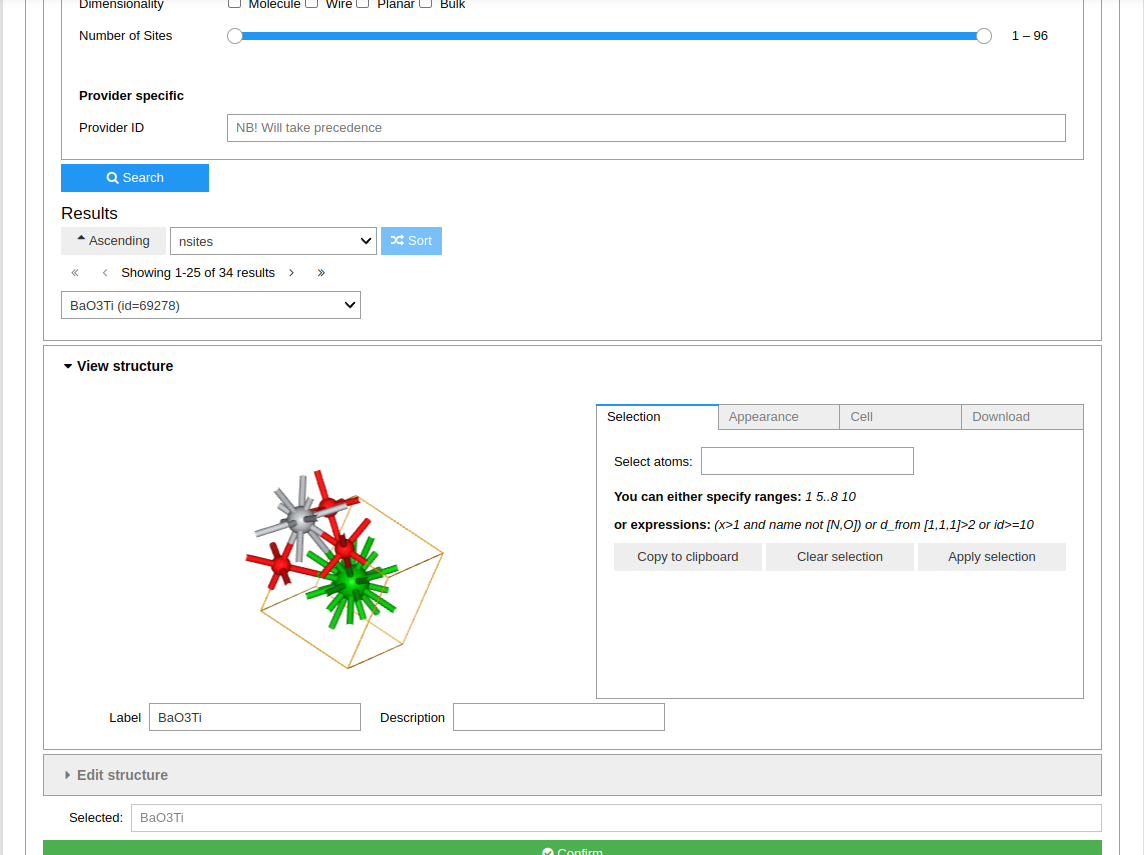 Dimensionality Molecule Wire Planar Bulk
Number of Sites 1 – 96
Provider specific
Provider ID NB! Will take precedence
Search
Results
Ascending nsites Sort
« ‹ Showing 1-25 of 34 results › »
BaO3Ti (id=69278)
View structure
Selection Appearance Cell Download
Select atoms:
You can either specify ranges: 1 5..8 10
or expressions: (x>1 and name not [N,O]) or d_from [1,1,1]>2 or id>=10
Copy to clipboard Clear selection Apply selection
Label BaO3Ti Description
Edit structure
Selected: BaO3Ti
Confirm